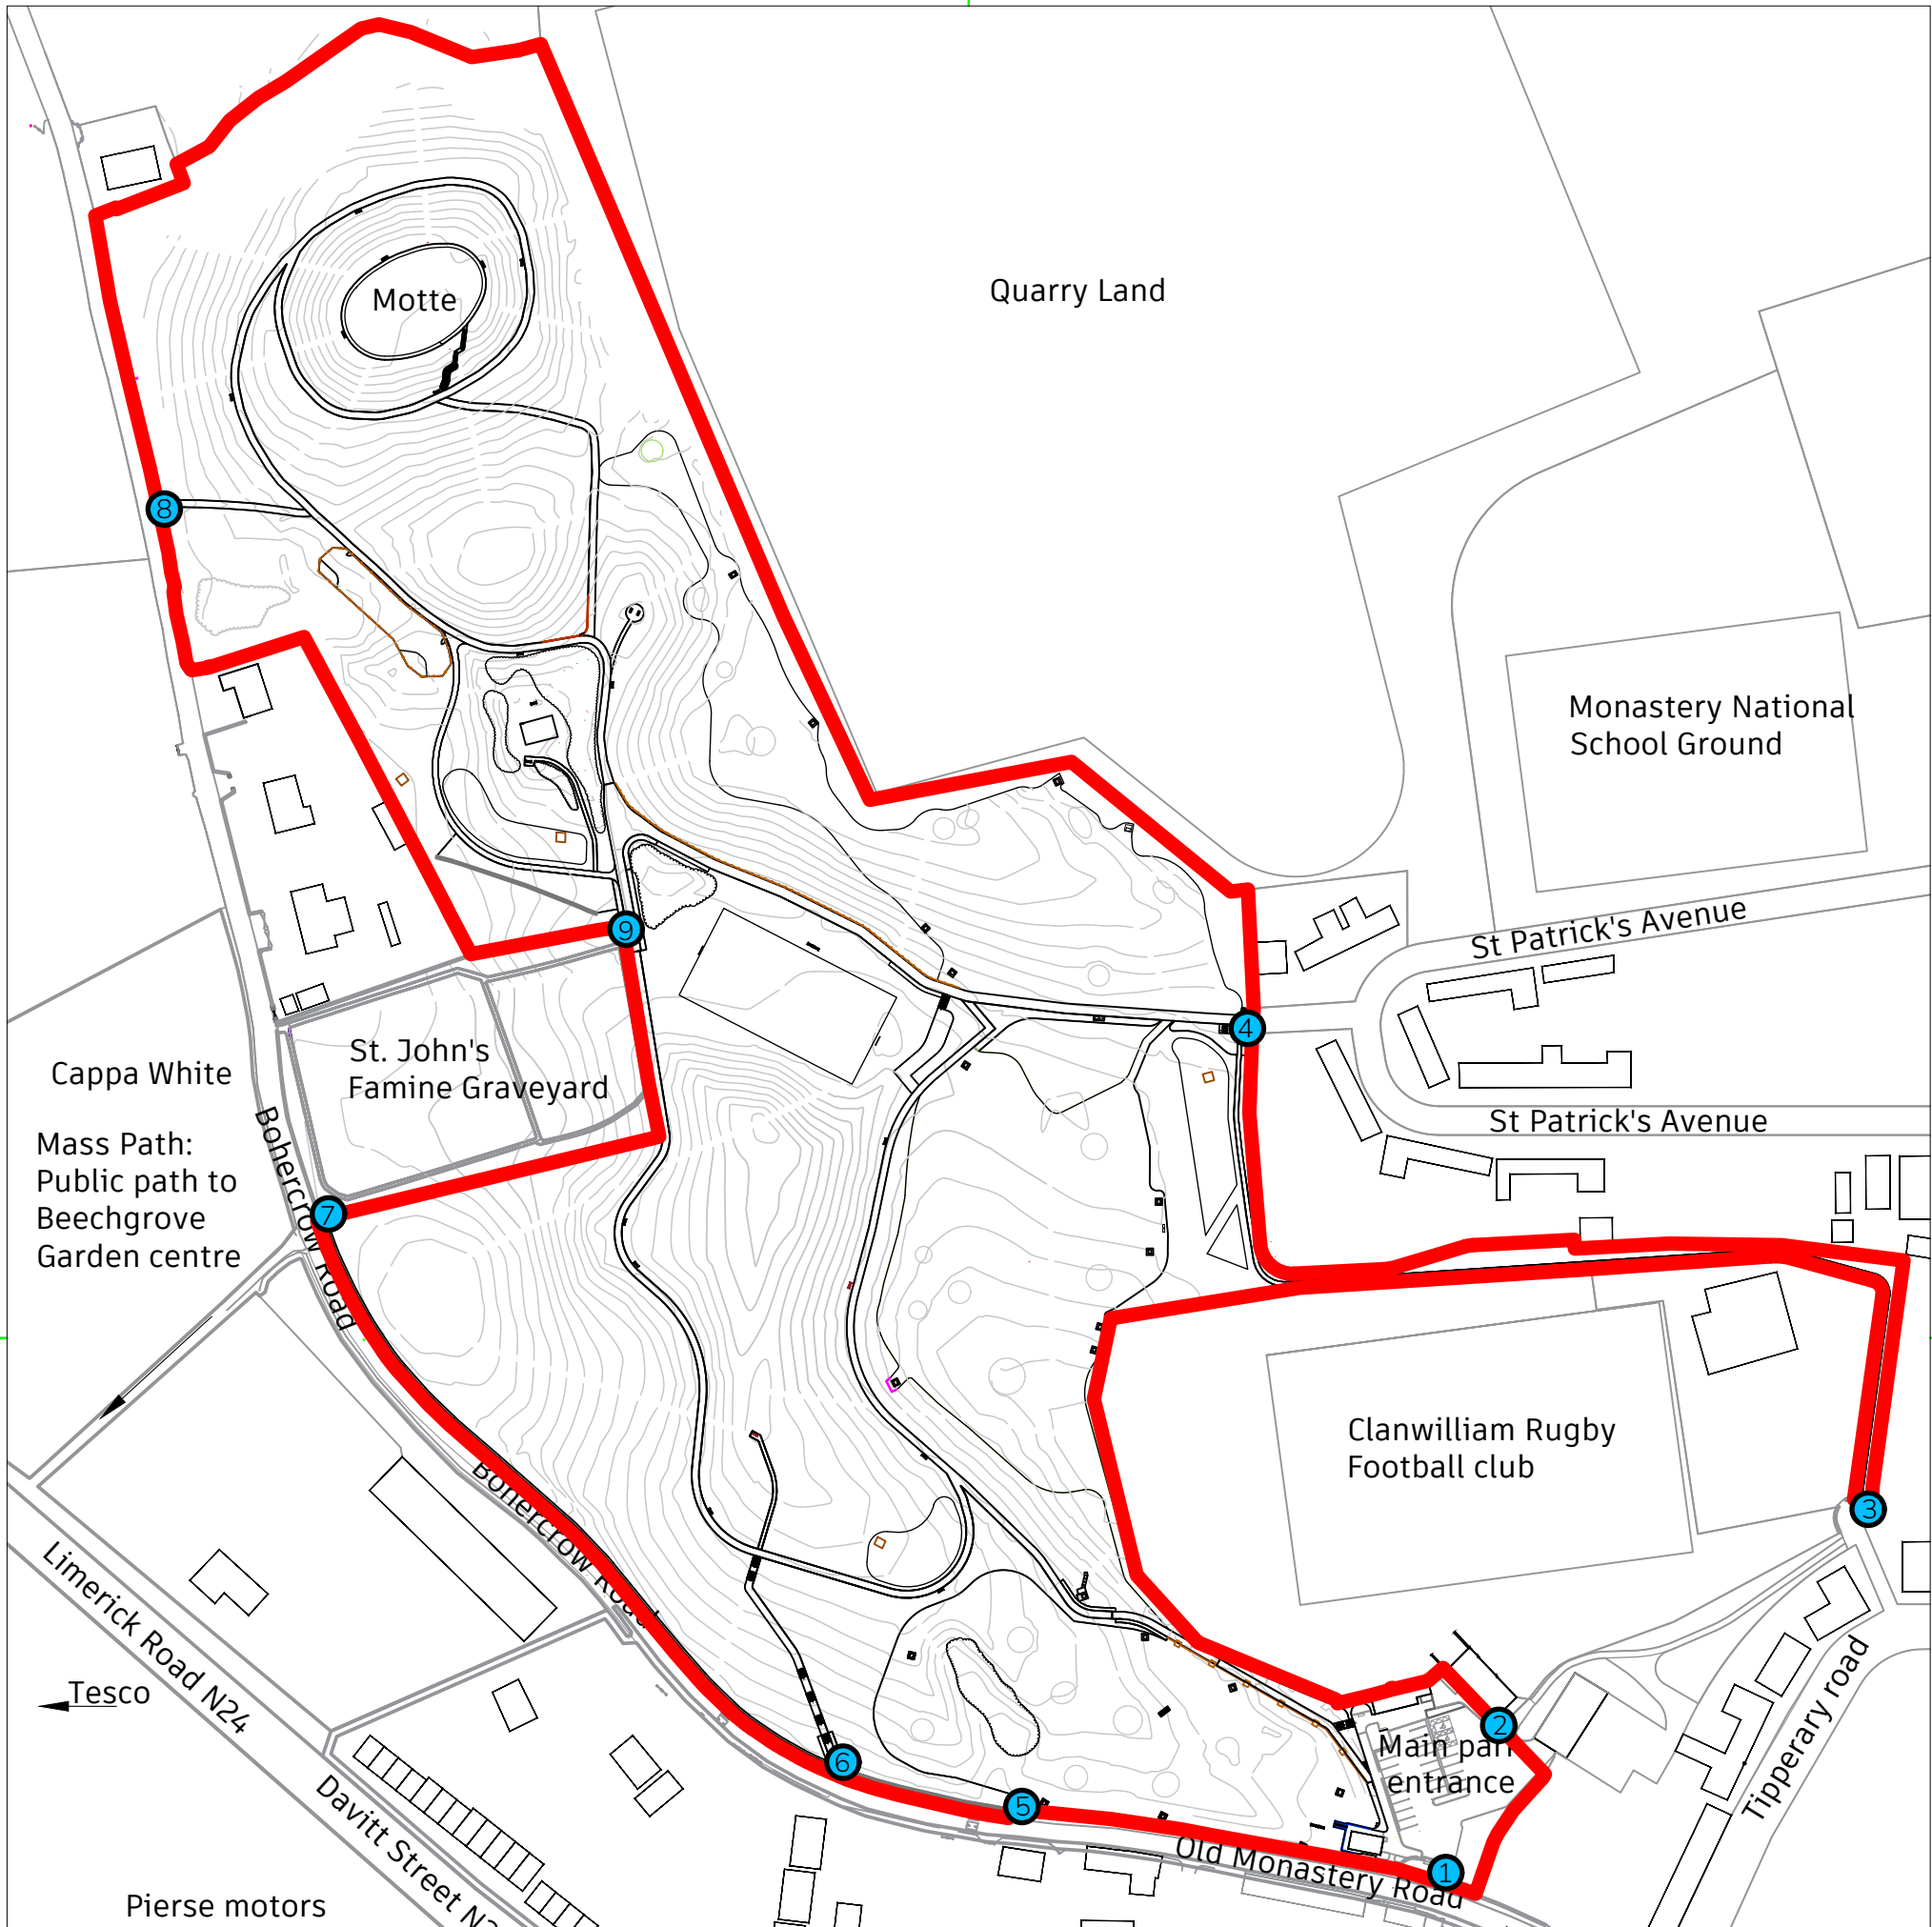 Quarry Land
Motte
8
Monastery National
School Ground
St Patrick's Avenue
9
4
St. John's
Famine Graveyard
Cappa White
St Patrick's Avenue
Mass Path:
Public path to
Beechgrove
Garden centre
7
Bohercrow Road
Clanwilliam Rugby
Football club
3
Bohercrow Road
Limerick Road N24
Tesco
Tipperary road
2
Main
entrance
6
5
Old Monastery Road
1
Davitt Street
Pierse motors